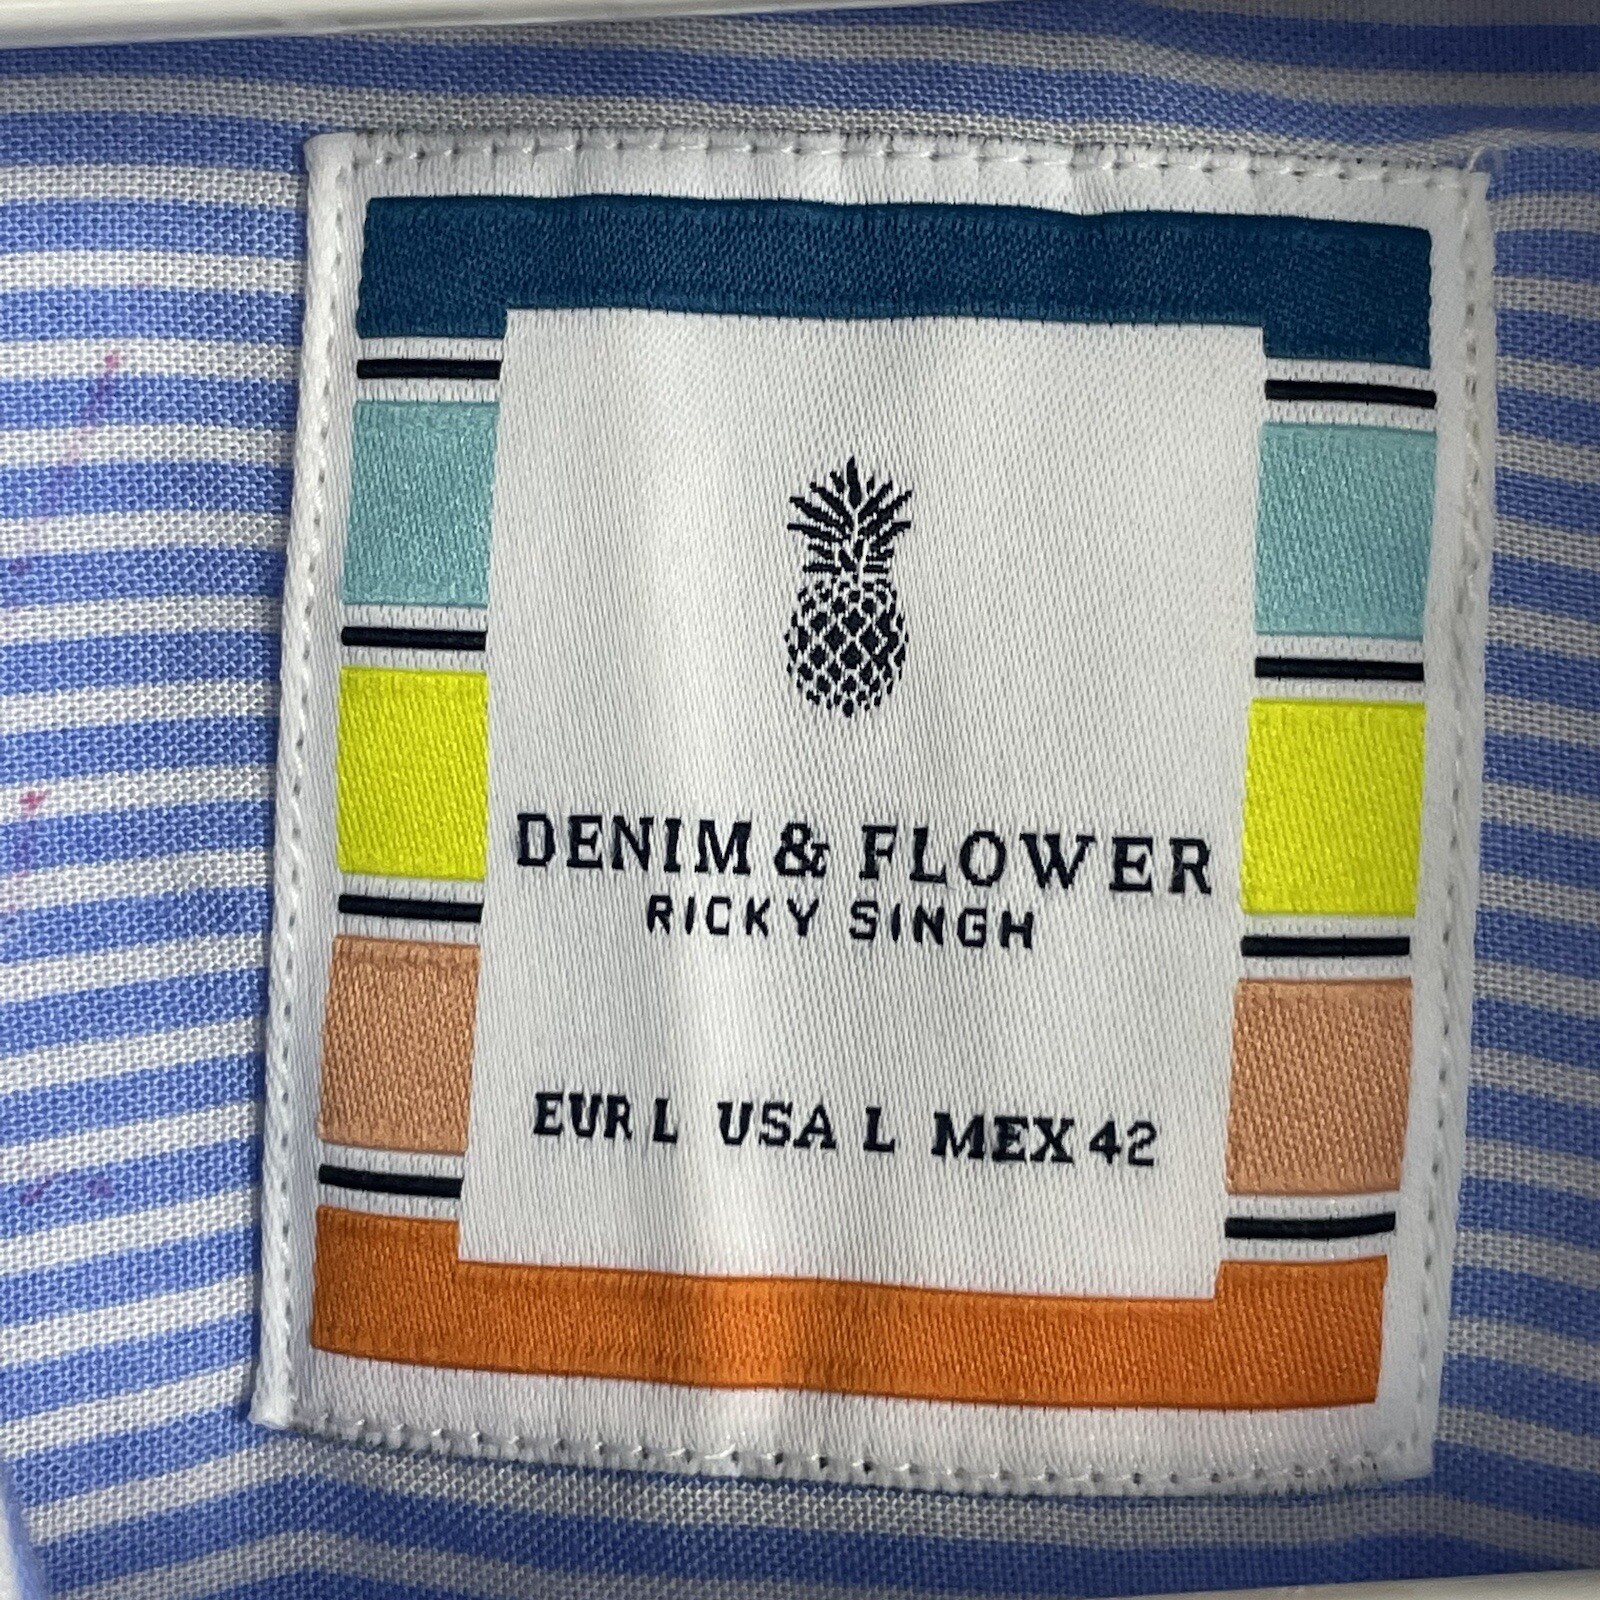 DENIM & FLOWER
RICKY SINGH
EUR L USA L MEX 42